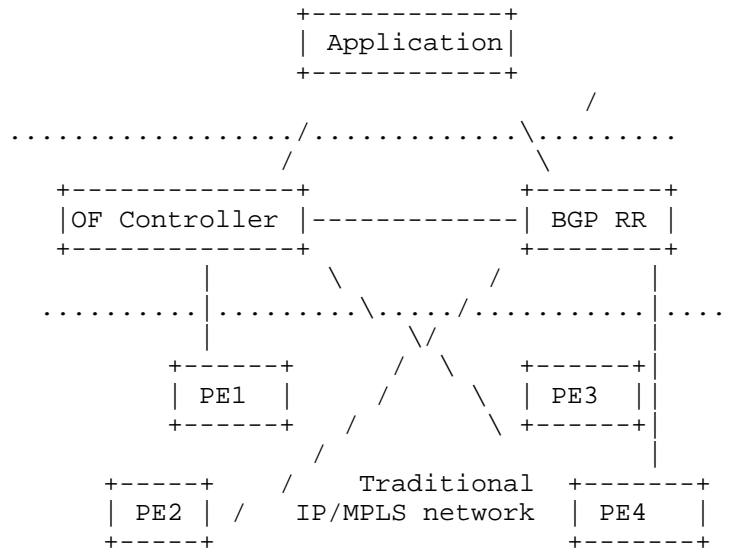 Application
OF Controller
BGP RR
PE1
PE3
Traditional
PE2
IP/MPLS network
PE4